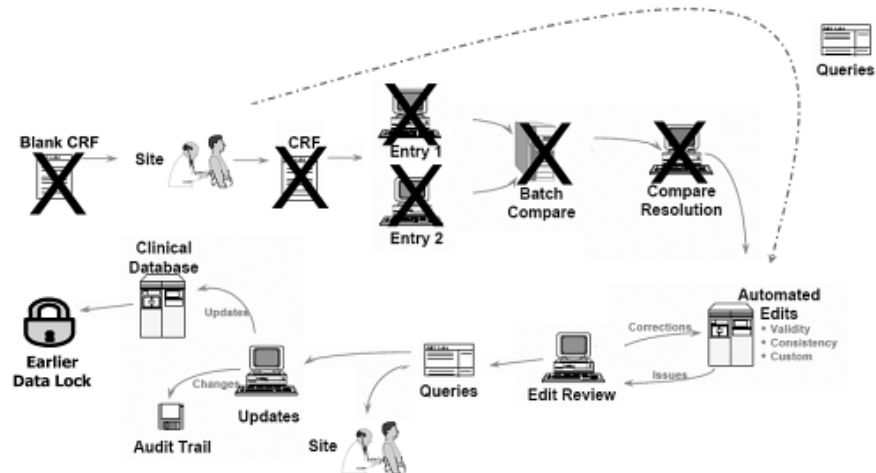 Queries
Blank CRF
Site
CRF
Entry 1
Entry 2
Batch
Compare
Compare
Resolution
Clinical
Database
Updates
Earlier
Data Lock
Changes
Audit Trail
Updates
Queries
Site
Edit Review
Corrections
Issues
Automated
Edits
• Validity
• Consistency
• Custom